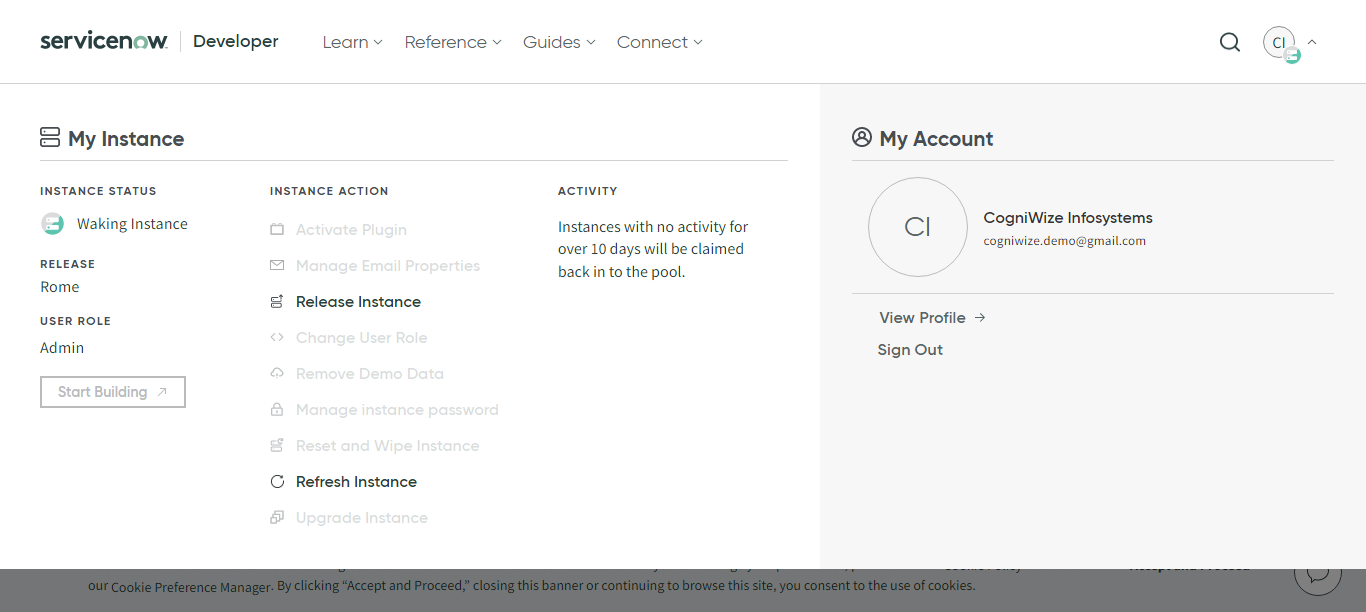 servicenow Developer Learn Reference Guides Connect CI
My Instance
INSTANCE STATUS
Waking Instance
RELEASE
Rome
USER ROLE
Admin
Start Building
INSTANCE ACTION
Activate Plugin
Manage Email Properties
Release Instance
Change User Role
Remove Demo Data
Manage instance password
Reset and Wipe Instance
Refresh Instance
Upgrade Instance
ACTIVITY
Instances with no activity for
over 10 days will be claimed
back in to the pool.
My Account
CI
CogniWize Infosystems
cogniwize.demo@gmail.com
View Profile
Sign Out
our Cookie Preference Manager. By clicking “Accept and Proceed,” closing this banner or continuing to browse this site, you consent to the use of cookies.